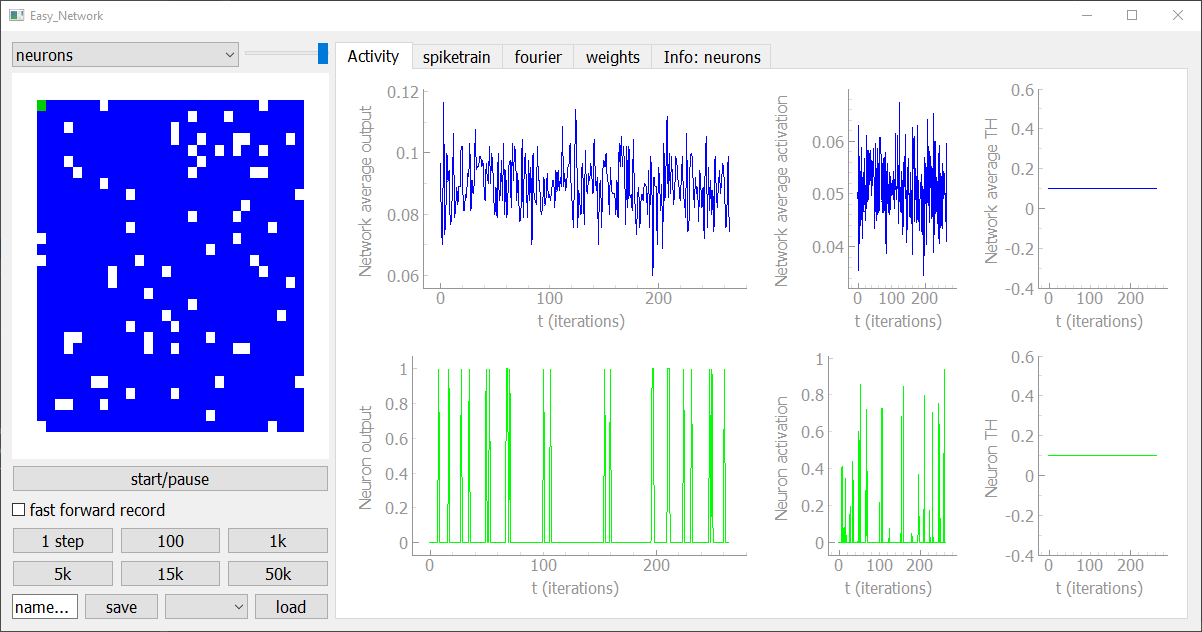 Easy_Network
neurons
Activity spiketrain fourier weights Info: neurons
Network average output
0.12
0.1
0.08
0.06
0 100 200
t (iterations)
Network average activation
0.06
0.05
0.04
0 100 200
t (iterations)
Network average TH
0.6
0.4
0.2
0
-0.2
-0.4
0 100 200
t (iterations)
Neuron output
1
0.8
0.6
0.4
0.2
0
0 100 200
t (iterations)
Neuron activation
1
0.8
0.6
0.4
0.2
0
0 100 200
t (iterations)
Neuron TH
0.6
0.4
0.2
0
-0.2
-0.4
0 100 200
t (iterations)
start/pause
fast forward record
1 step 100 1k
5k 15k 50k
name... save load